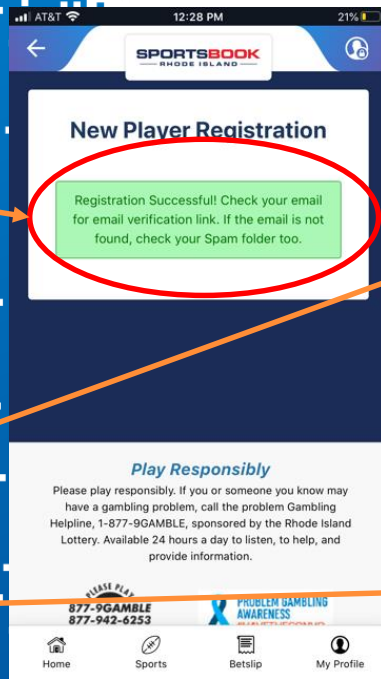 AT&T 12:28 PM 21%
SPORTSBOOK
RHODE ISLAND
New Player Registration
Registration Successful! Check your email
for email verification link. If the email is not
found, check your Spam folder too.
Play Responsibly
Please play responsibly. If you or someone you know may
have a gambling problem, call the problem Gambling
Helpline, 1-877-9GAMBLE, sponsored by the Rhode Island
Lottery. Available 24 hours a day to listen, to help, and
provide information.
PLEASE PLAY
877-9GAMBLE
877-942-6253
PROBLEM GAMBLING
AWARENESS
Home Sports Betslip My Profile